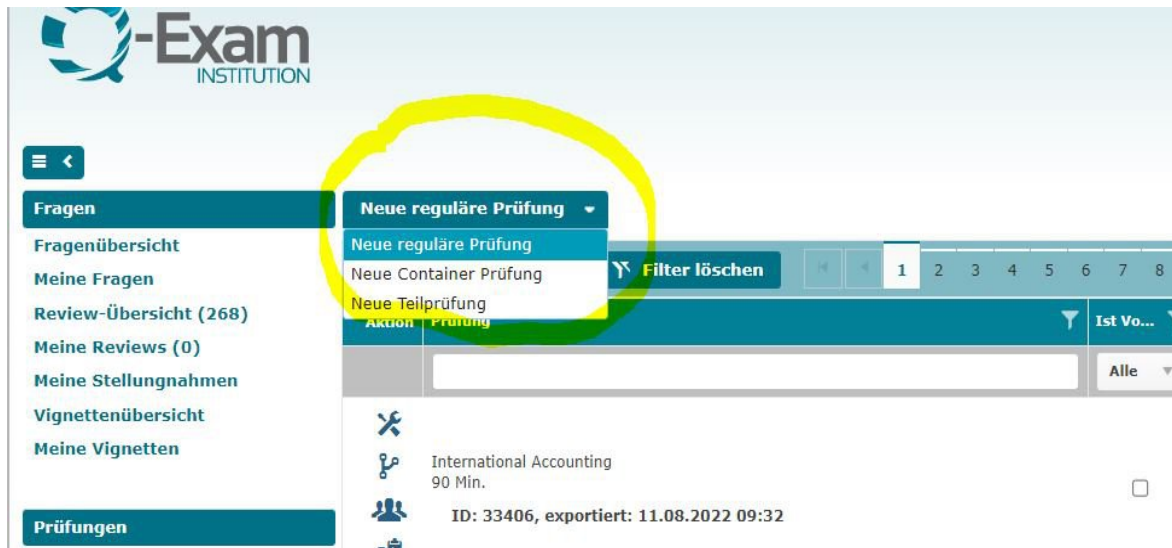 -Exam
INSTITUTION
Fragen
Fragenübersicht
Meine Fragen
Review-Übersicht (268)
Meine Reviews (0)
Meine Stellungnahmen
Vignettenübersicht
Meine Vignetten
Prüfungen
Neue reguläre Prüfung
Neue reguläre Prüfung
Neue Container Prüfung
Neue Teilprüfung
Filter löschen
1 2 3 4 5 6 7 8
Aktion Prüfung Ist Vo...
Alle
International Accounting
90 Min.
ID: 33406, exportiert: 11.08.2022 09:32